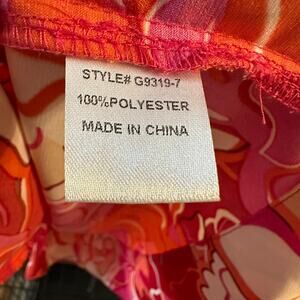 STYLE# G9319-7
100%POLYESTER
MADE IN CHINA